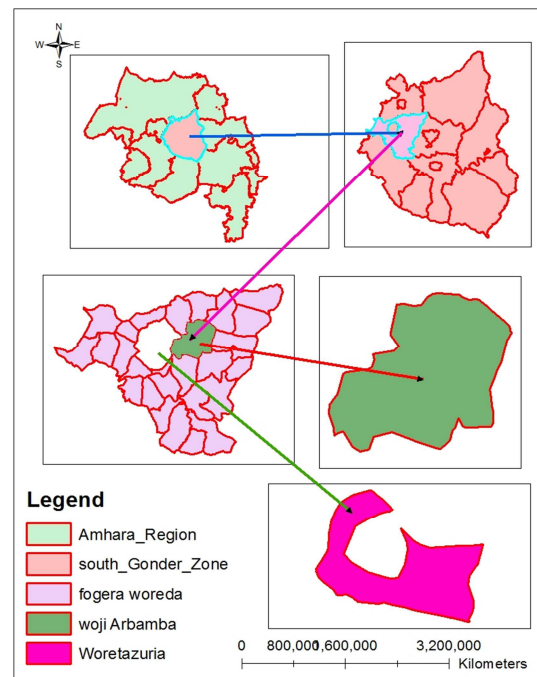 N
W E
S
Legend
Amhara_Region
south_Gonder_Zone
fogera woreda
woji Arbamba
Woretazuria
0 800,000 1,600,000 3,200,000
Kilometers